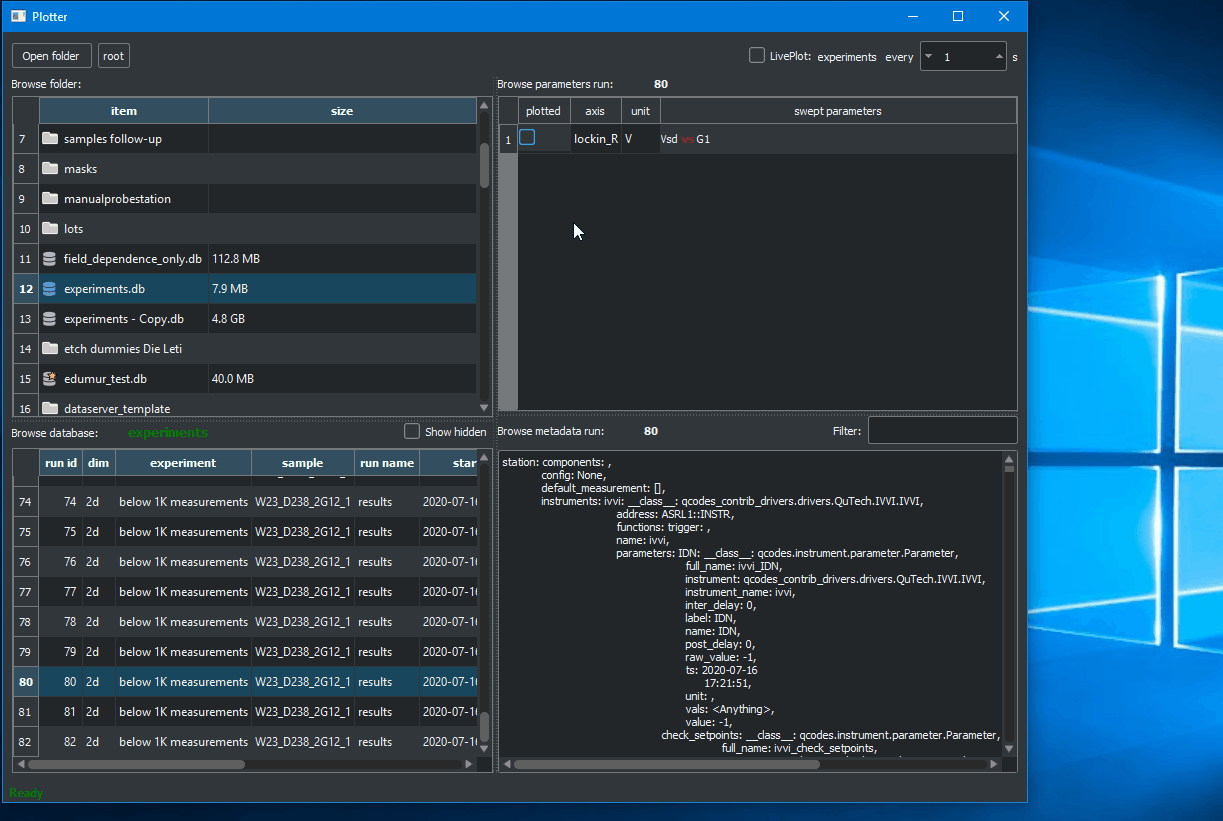 Plotter
Open folder root
LivePlot: experiments every 1 s
Browse folder:
item size
7 samples follow-up
8 masks
9 manualprobestation
10 lots
11 field_dependence_only.db 112.8 MB
12 experiments.db 7.9 MB
13 experiments - Copy.db 4.8 GB
14 etch dummies Die Leti
15 edumur_test.db 40.0 MB
16 dataserver_template
Browse parameters run: 80
plotted axis unit swept parameters
1 lockin_R V Vsd vs G1
Browse database: experiments Show hidden
run id dim experiment sample run name star
74 74 2d below 1K measurements W23_D238_2G12_1 results 2020-07-16
75 75 2d below 1K measurements W23_D238_2G12_1 results 2020-07-16
76 76 2d below 1K measurements W23_D238_2G12_1 results 2020-07-16
77 77 2d below 1K measurements W23_D238_2G12_1 results 2020-07-16
78 78 2d below 1K measurements W23_D238_2G12_1 results 2020-07-16
79 79 2d below 1K measurements W23_D238_2G12_1 results 2020-07-16
80 80 2d below 1K measurements W23_D238_2G12_1 results 2020-07-16
81 81 2d below 1K measurements W23_D238_2G12_1 results 2020-07-16
82 82 2d below 1K measurements W23_D238_2G12_1 results 2020-07-16
Browse metadata run: 80 Filter:
station: components: ,
config: None,
default_measurement: [],
instruments: ivvi: __class__: qcodes_contrib_drivers.drivers.QuTech.IVVI.IVVI,
address: ASRL1::INSTR,
functions: trigger: ,
name: ivvi,
parameters: IDN: __class__: qcodes.instrument.parameter.Parameter,
full_name: ivvi_IDN,
instrument: qcodes_contrib_drivers.drivers.QuTech.IVVI.IVVI,
instrument_name: ivvi,
inter_delay: 0,
label: IDN,
name: IDN,
post_delay: 0,
raw_value: -1,
ts: 2020-07-16
17:21:51,
unit: ,
vals: <Anything>,
value: -1,
check_setpoints: __class__: qcodes.instrument.parameter.Parameter,
full_name: ivvi_check_setpoints,
Ready